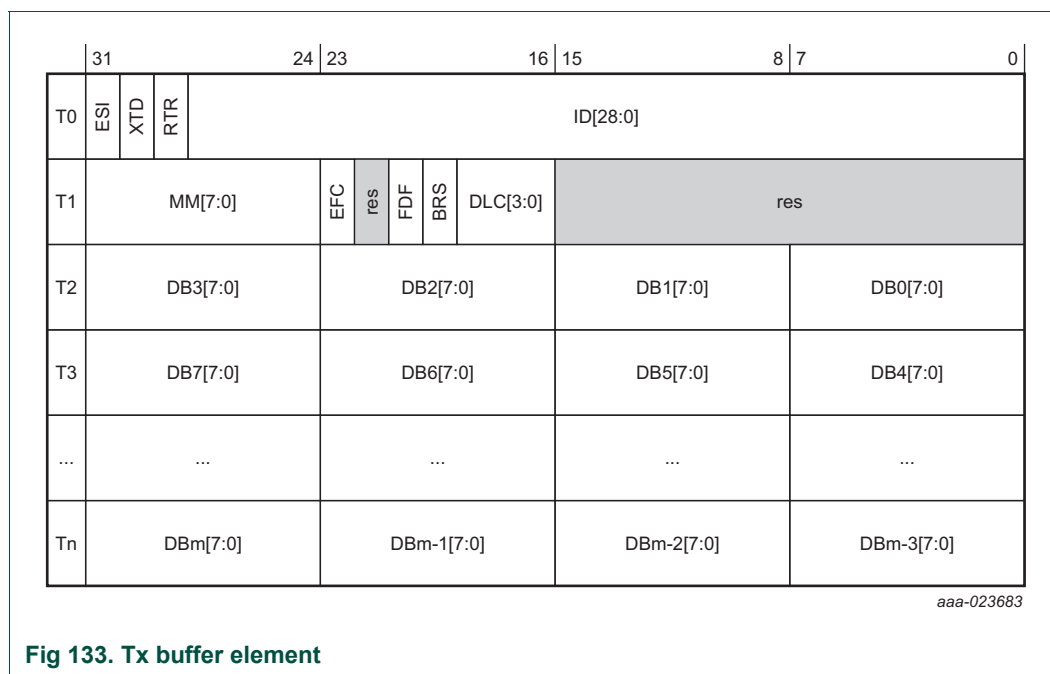 31 24 23 16 15 8 7 0
T0 ESI XTD RTR ID[28:0]
T1 MM[7:0] EFC res FDF BRS DLC[3:0] res
T2 DB3[7:0] DB2[7:0] DB1[7:0] DB0[7:0]
T3 DB7[7:0] DB6[7:0] DB5[7:0] DB4[7:0]
... ... ... ... ...
Tn DBm[7:0] DBm-1[7:0] DBm-2[7:0] DBm-3[7:0]
aaa-023683
Fig 133. Tx buffer element